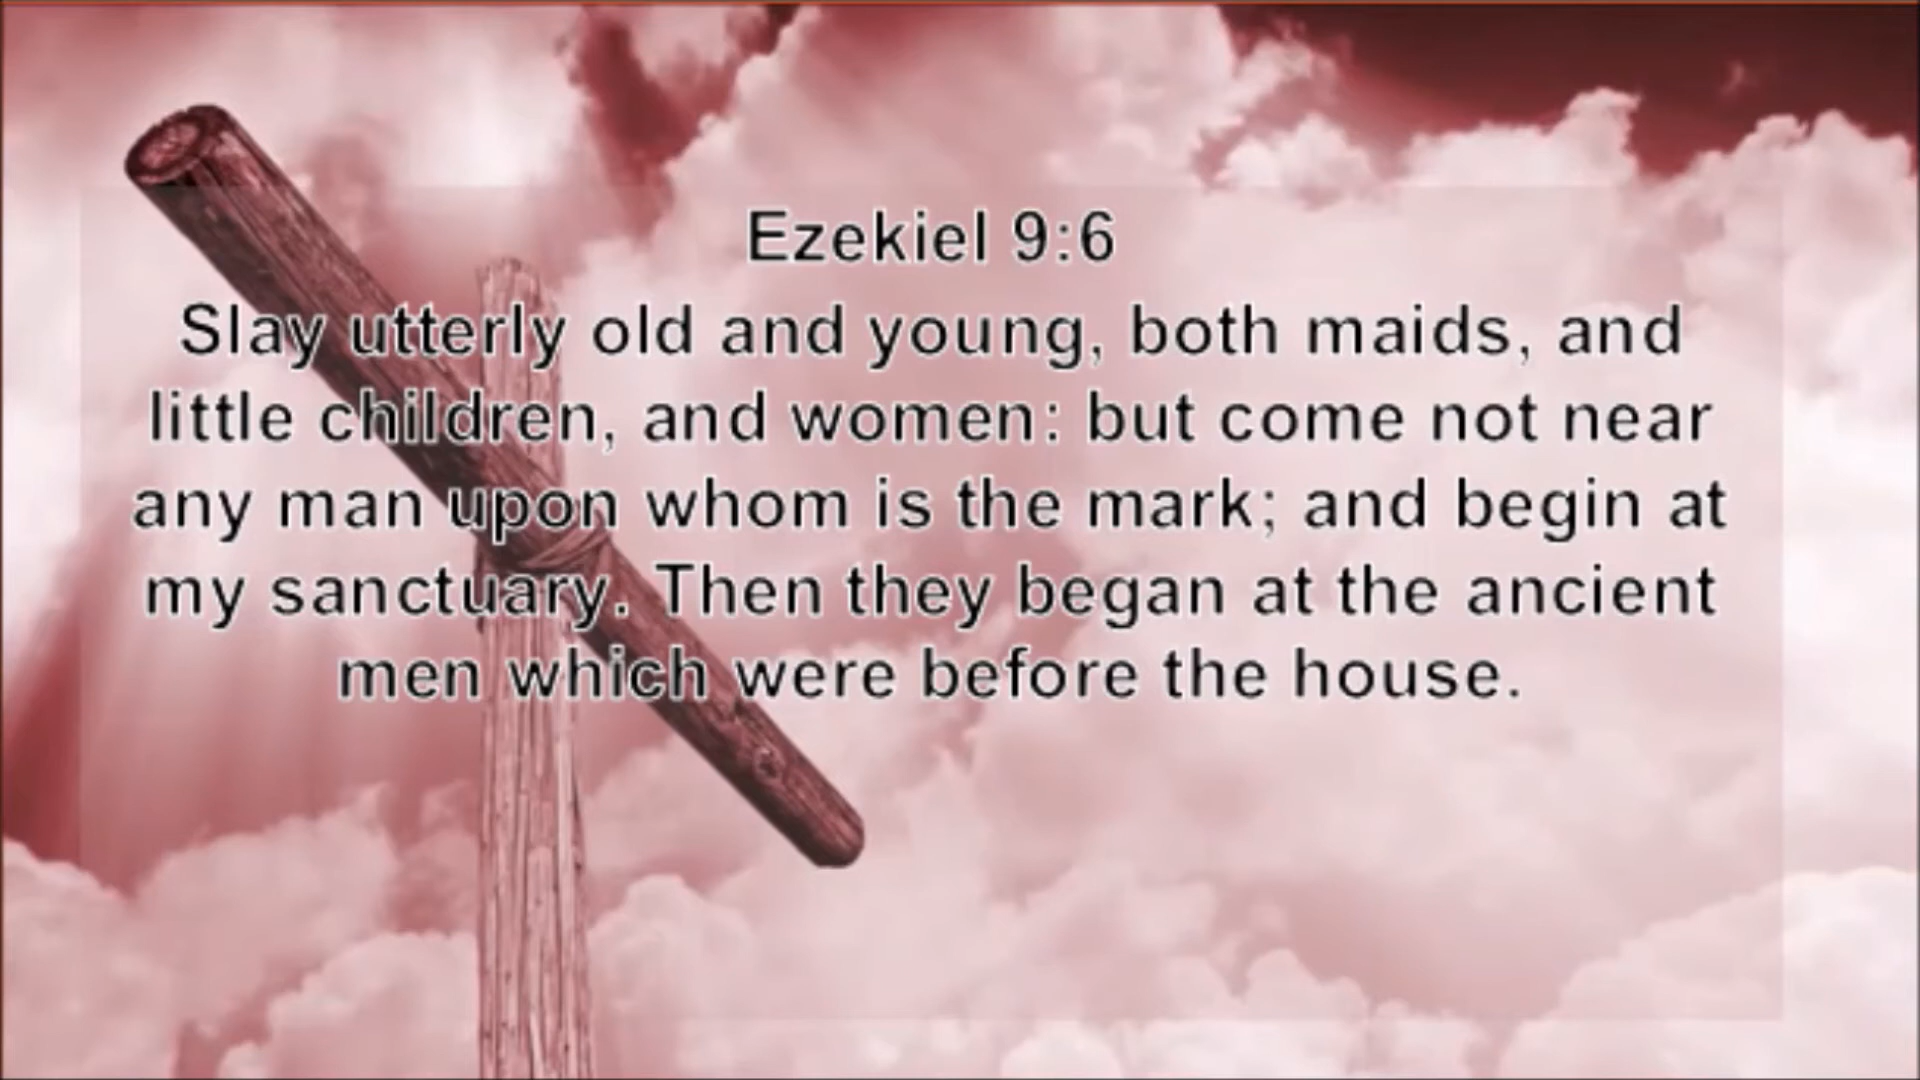 Ezekiel 9:6
Slay utterly old and young, both maids, and
little children, and women: but come not near
any man upon whom is the mark; and begin at
my sanctuary. Then they began at the ancient
men which were before the house.